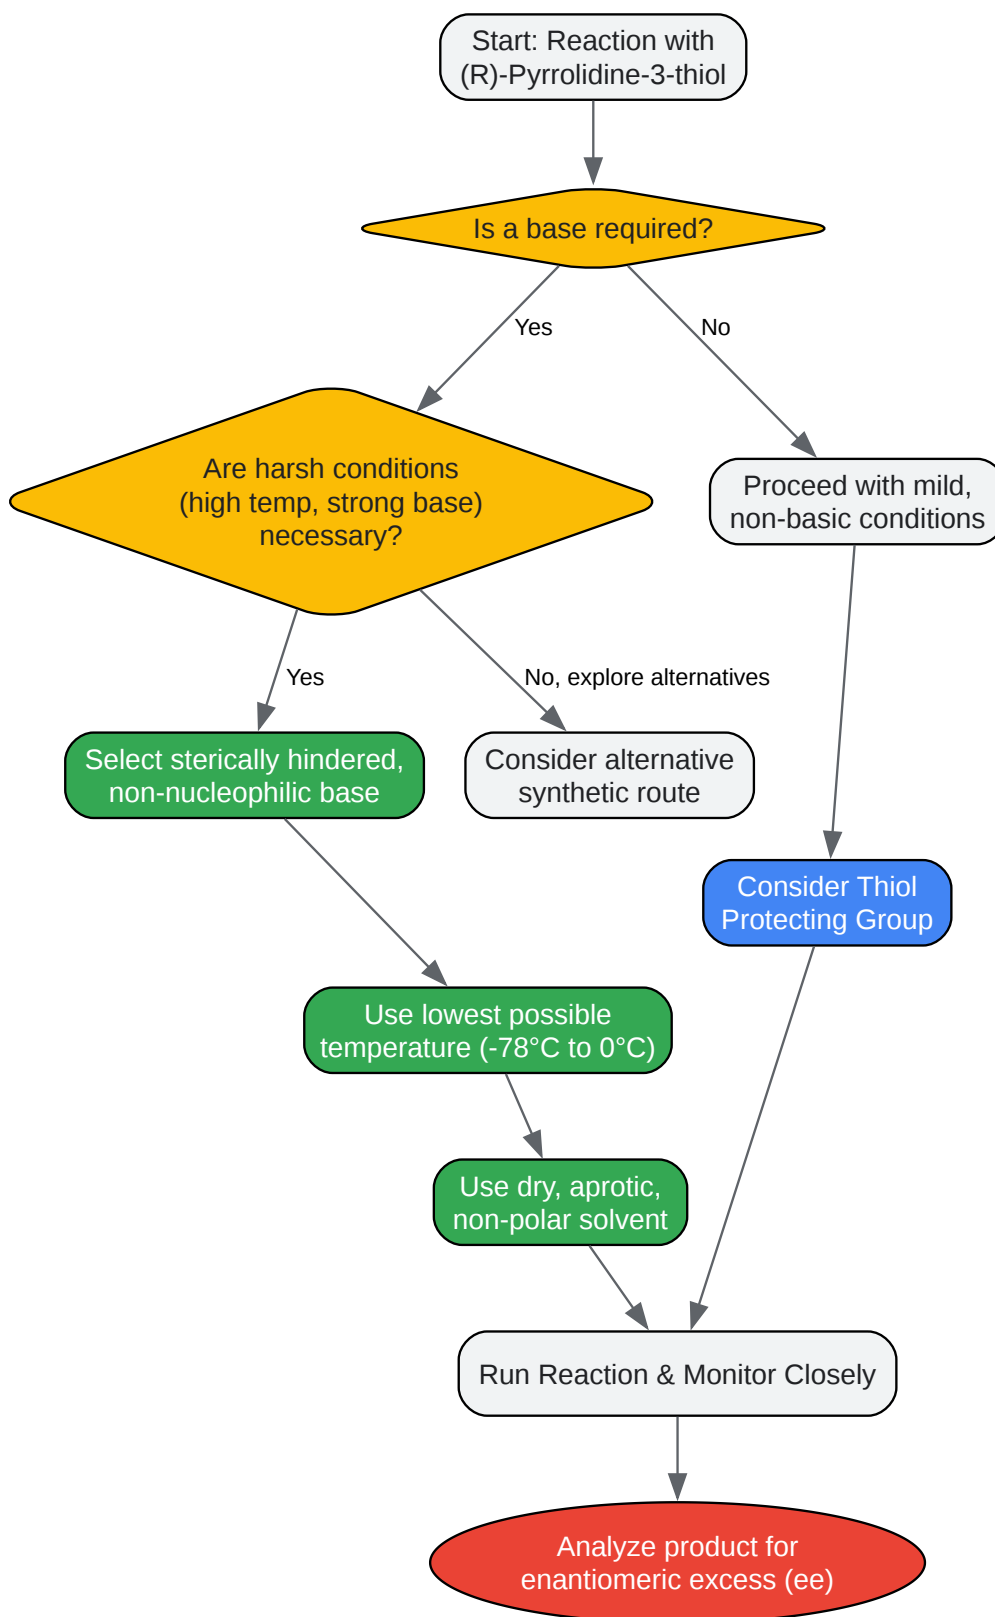 Start: Reaction with
(R)-Pyrrolidine-3-thiol
Is a base required?
Yes
No
Are harsh conditions
(high temp, strong base)
necessary?
Proceed with mild,
non-basic conditions
Yes
No, explore alternatives
Select sterically hindered,
non-nucleophilic base
Consider alternative
synthetic route
Consider Thiol
Protecting Group
Use lowest possible
temperature (-78°C to 0°C)
Use dry, aprotic,
non-polar solvent
Run Reaction & Monitor Closely
Analyze product for
enantiomeric excess (ee)